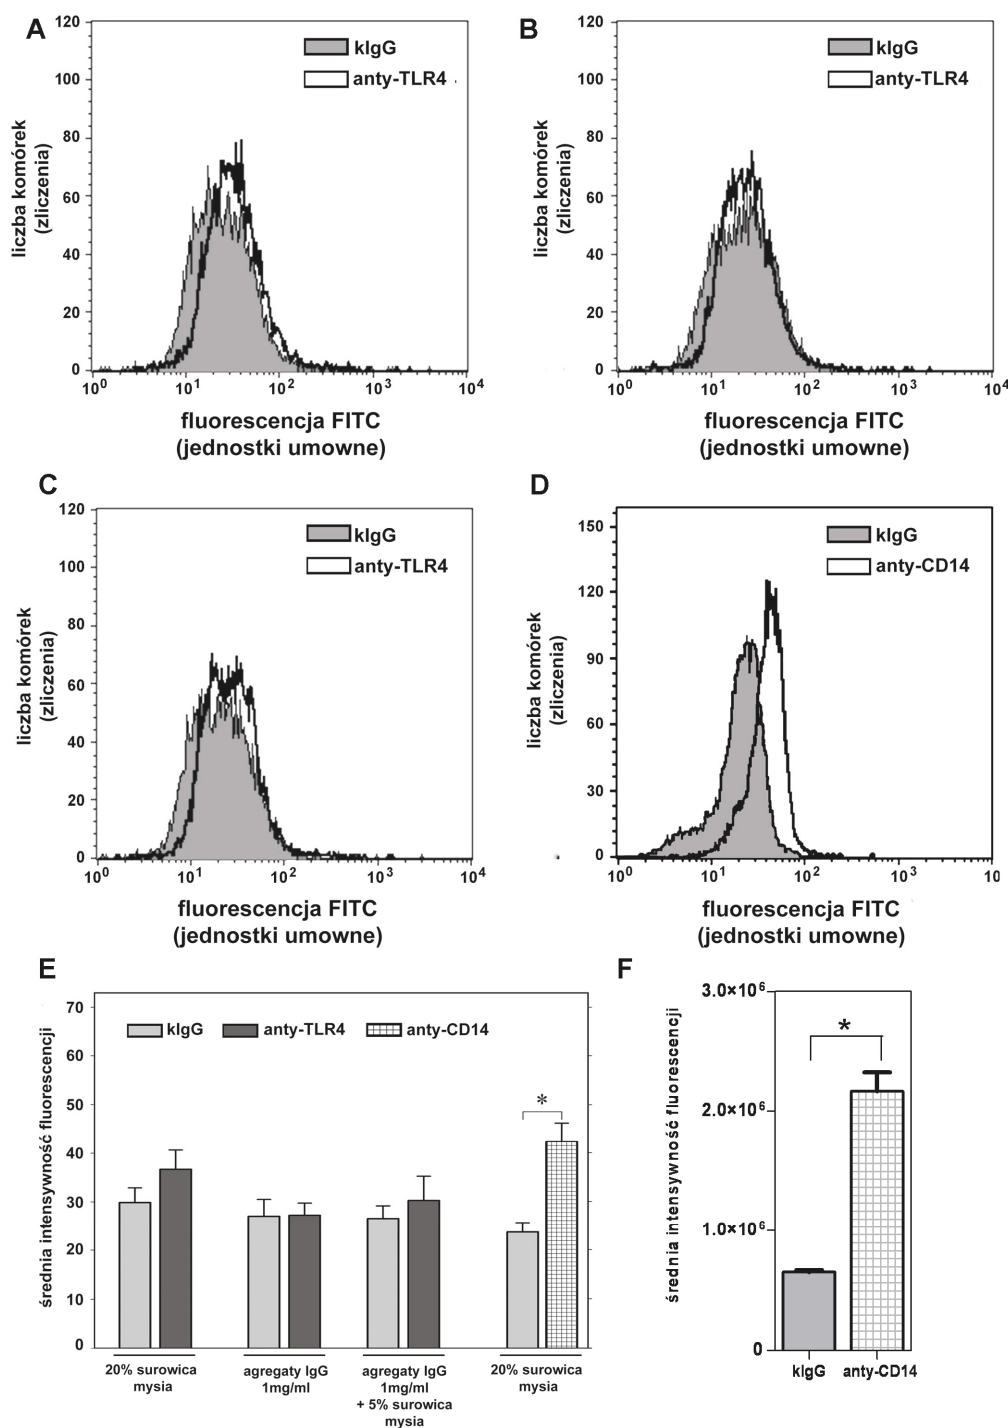 A
120
100
80
60
40
20
0
liczba komórek
(zliczenia)
kIgG
anty-TLR4
10⁰ 10¹ 10² 10³ 10⁴
fluorescencja FITC
(jednostki umowne)
B
120
100
80
60
40
20
0
liczba komórek
(zliczenia)
kIgG
anty-TLR4
10⁰ 10¹ 10² 10³ 10⁴
fluorescencja FITC
(jednostki umowne)
C
120
100
80
60
40
20
0
liczba komórek
(zliczenia)
kIgG
anty-TLR4
10⁰ 10¹ 10² 10³ 10⁴
fluorescencja FITC
(jednostki umowne)
D
150
120
90
60
30
0
liczba komórek
(zliczenia)
kIgG
anty-CD14
10⁰ 10¹ 10² 10³ 10
fluorescencja FITC
(jednostki umowne)
E
70
60
50
40
30
20
10
0
średnia intensywność fluorescencji
kIgG anty-TLR4 anty-CD14
*
20% surowica
mysia
agregaty IgG
1mg/ml
agregaty IgG
1mg/ml
+ 5% surowica
mysia
20% surowica
mysia
F
3.0×10⁶
2.0×10⁶
1.0×10⁶
0
średnia intensywność fluorescencji
*
kIgG anty-CD14